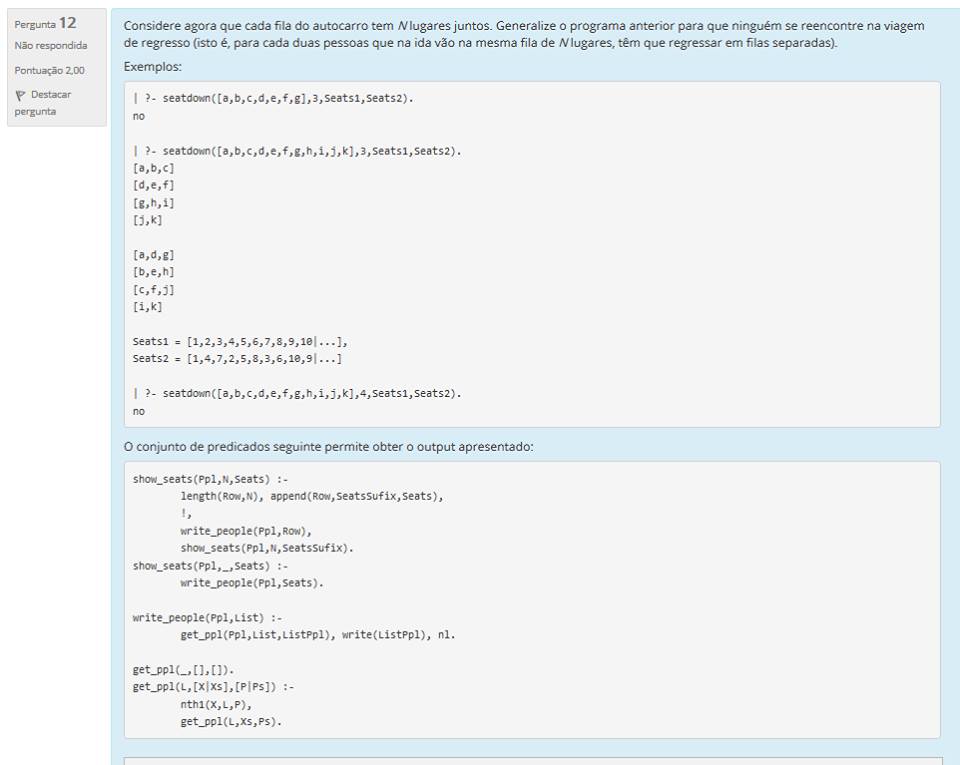 Pergunta 12
Não respondida
Pontuação 2,00
Destacar
pergunta
Considere agora que cada fila do autocarro tem N lugares juntos. Generalize o programa anterior para que ninguém se reencontre na viagem
de regresso (isto é, para cada duas pessoas que na ida vão na mesma fila de N lugares, têm que regressar em filas separadas).
Exemplos:
| ?- seatdown([a,b,c,d,e,f,g],3,Seats1,Seats2).
no
| ?- seatdown([a,b,c,d,e,f,g,h,i,j,k],3,Seats1,Seats2).
[a,b,c]
[d,e,f]
[g,h,i]
[j,k]
[a,d,g]
[b,e,h]
[c,f,j]
[i,k]
Seats1 = [1,2,3,4,5,6,7,8,9,10|...],
Seats2 = [1,4,7,2,5,8,3,6,10,9|...]
| ?- seatdown([a,b,c,d,e,f,g,h,i,j,k],4,Seats1,Seats2).
no
O conjunto de predicados seguinte permite obter o output apresentado:
show_seats(Ppl,N,Seats) :-
length(Row,N), append(Row,SeatsSufix,Seats),
!,
write_people(Ppl,Row),
show_seats(Ppl,N,SeatsSufix).
show_seats(Ppl,_,Seats) :-
write_people(Ppl,Seats).
write_people(Ppl,List) :-
get_ppl(Ppl,List,ListPpl), write(ListPpl), nl.
get_ppl(_,[],[]).
get_ppl(L,[X|Xs],[P|Ps]) :-
nth1(X,L,P),
get_ppl(L,Xs,Ps).